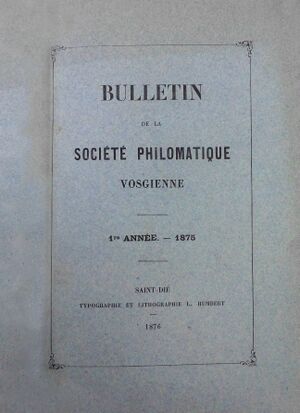 BULLETIN
DE LA
SOCIÉTÉ PHILOMATIQUE
VOSGIENNE
1re ANNÉE. — 1875
SAINT-DIÉ
TYPOGRAPHIE ET LITHOGRAPHIE L. HUMBERT
1876